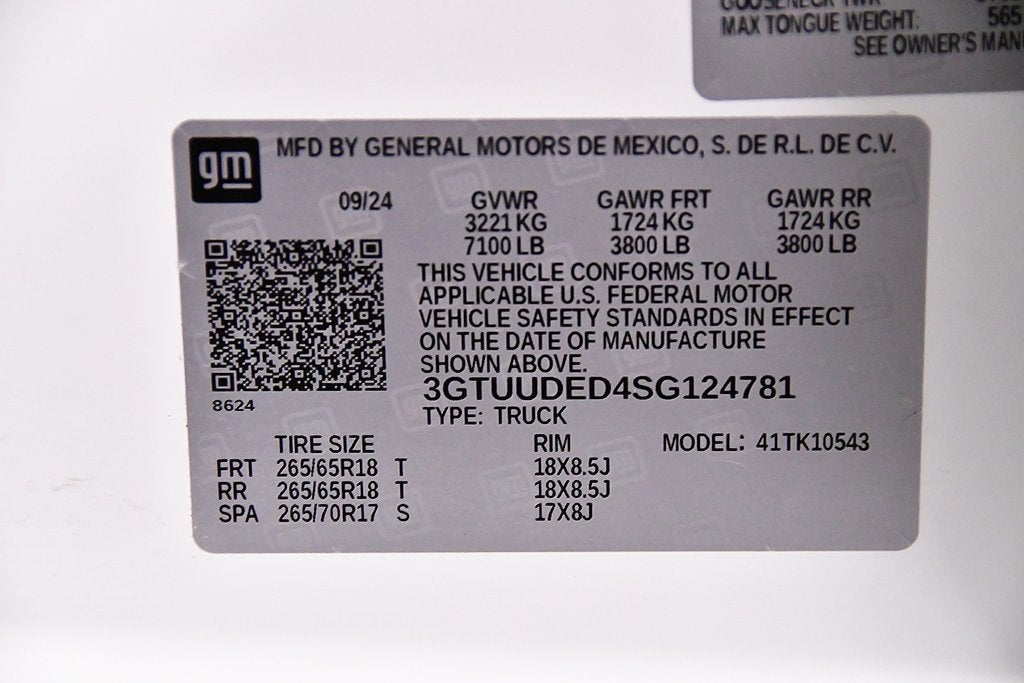 GOOSENECK TWR
MAX TONGUE WEIGHT: 565
SEE OWNER'S MAN
gm
MFD BY GENERAL MOTORS DE MEXICO, S. DE R.L. DE C.V.
09/24 GVWR GAWR FRT GAWR RR
3221 KG 1724 KG 1724 KG
7100 LB 3800 LB 3800 LB
THIS VEHICLE CONFORMS TO ALL
APPLICABLE U.S. FEDERAL MOTOR
VEHICLE SAFETY STANDARDS IN EFFECT
ON THE DATE OF MANUFACTURE
SHOWN ABOVE.
3GTUUDED4SG124781
8624
TYPE: TRUCK
TIRE SIZE RIM MODEL: 41TK10543
FRT 265/65R18 T 18X8.5J
RR 265/65R18 T 18X8.5J
SPA 265/70R17 S 17X8J